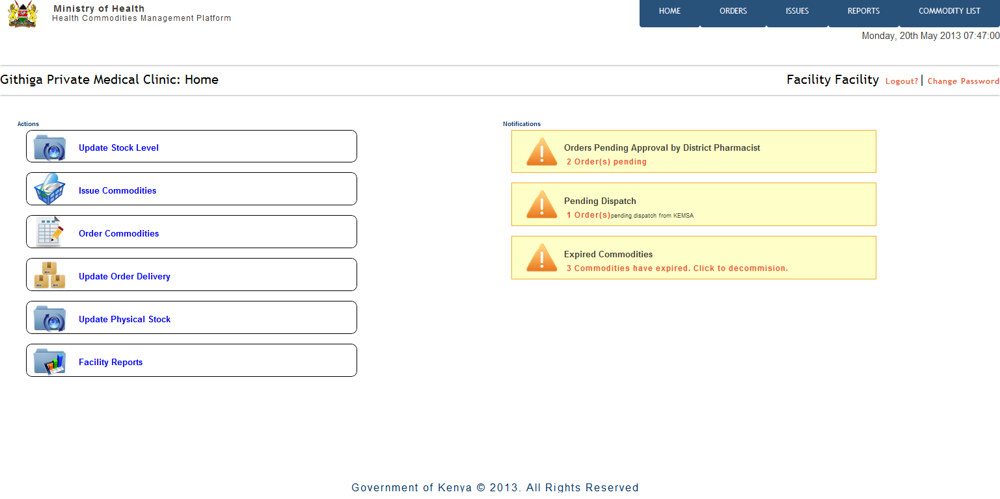 Ministry of Health
Health Commodities Management Platform
HOME ORDERS ISSUES REPORTS COMMODITY LIST
Monday, 20th May 2013 07:47:00
Githiga Private Medical Clinic: Home
Facility Facility Logout? | Change Password
Actions
Update Stock Level
Issue Commodities
Order Commodities
Update Order Delivery
Update Physical Stock
Facility Reports
Notifications
Orders Pending Approval by District Pharmacist
2 Order(s) pending
Pending Dispatch
1 Order(s)pending dispatch from KEMSA
Expired Commodities
3 Commodities have expired. Click to decommision.
Government of Kenya © 2013. All Rights Reserved